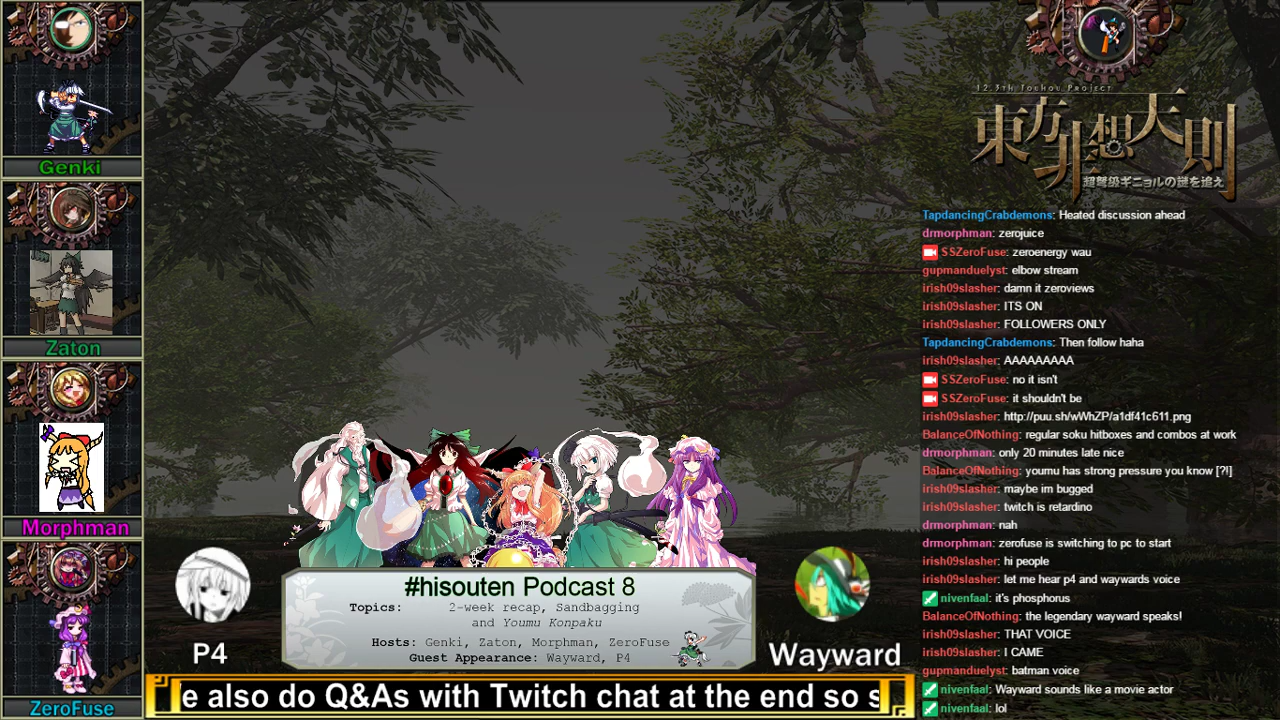 Genki
Zaton
Morphman
ZeroFuse
12.3th Touhou Project
東方非想天則
超弩級ギニョルの謎を追え
P4
#hisouten Podcast 8
Topics: 2-week recap, Sandbagging
and Youmu Konpaku
Hosts: Genki, Zaton, Morphman, ZeroFuse
Guest Appearance: Wayward, P4
Wayward
e also do Q&As with Twitch chat at the end so s
TapdancingCrabdemons: Heated discussion ahead
drmorphman: zerojuice
SSZeroFuse: zeroenergy wau
gupmanduelyst: elbow stream
irish09slasher: damn it zeroviews
irish09slasher: ITS ON
irish09slasher: FOLLOWERS ONLY
TapdancingCrabdemons: Then follow haha
irish09slasher: AAAAAAAAA
SSZeroFuse: no it isn't
SSZeroFuse: it shouldn't be
irish09slasher: http://puu.sh/wWhZP/a1df41c611.png
BalanceOfNothing: regular soku hitboxes and combos at work
drmorphman: only 20 minutes late nice
BalanceOfNothing: youmu has strong pressure you know [?!]
irish09slasher: maybe im bugged
irish09slasher: twitch is retardino
drmorphman: nah
drmorphman: zerofuse is switching to pc to start
irish09slasher: hi people
irish09slasher: let me hear p4 and waywards voice
nivenfaal: it's phosphorus
BalanceOfNothing: the legendary wayward speaks!
irish09slasher: THAT VOICE
irish09slasher: I CAME
gupmanduelyst: batman voice
nivenfaal: Wayward sounds like a movie actor
nivenfaal: lol